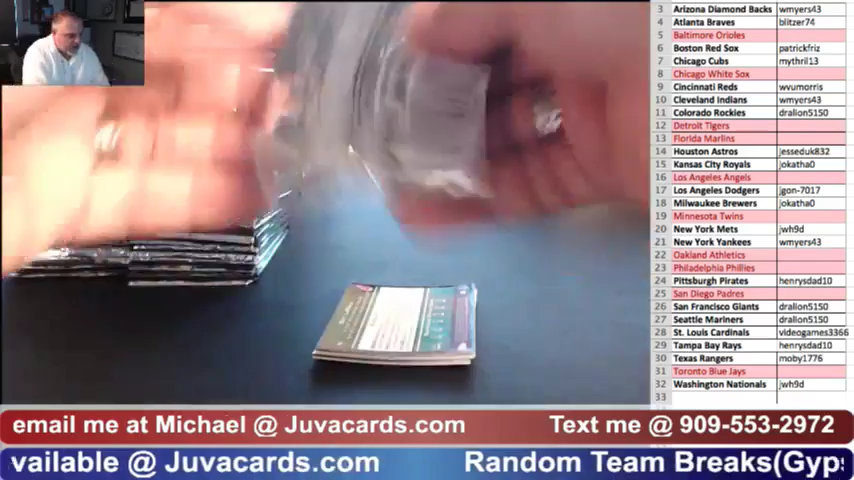 3 Arizona Diamond Backs wmyers43
4 Atlanta Braves blitzer74
5 Baltimore Orioles
6 Boston Red Sox patrickfriz
7 Chicago Cubs mythril13
8 Chicago White Sox
9 Cincinnati Reds wvumorris
10 Cleveland Indians wmyers43
11 Colorado Rockies dralion5150
12 Detroit Tigers
13 Florida Marlins
14 Houston Astros jesseduk832
15 Kansas City Royals jokatha0
16 Los Angeles Angels
17 Los Angeles Dodgers jgon-7017
18 Milwaukee Brewers jokatha0
19 Minnesota Twins
20 New York Mets jwh9d
21 New York Yankees wmyers43
22 Oakland Athletics
23 Philadelphia Phillies
24 Pittsburgh Pirates henrysdad10
25 San Diego Padres
26 San Francisco Giants dralion5150
27 Seattle Mariners dralion5150
28 St. Louis Cardinals videogames3366
29 Tampa Bay Rays henrysdad10
30 Texas Rangers moby1776
31 Toronto Blue Jays
32 Washington Nationals jwh9d
33
email me at Michael @ Juvacards.com Text me @ 909-553-2972
vailable @ Juvacards.com Random Team Breaks(Gyps